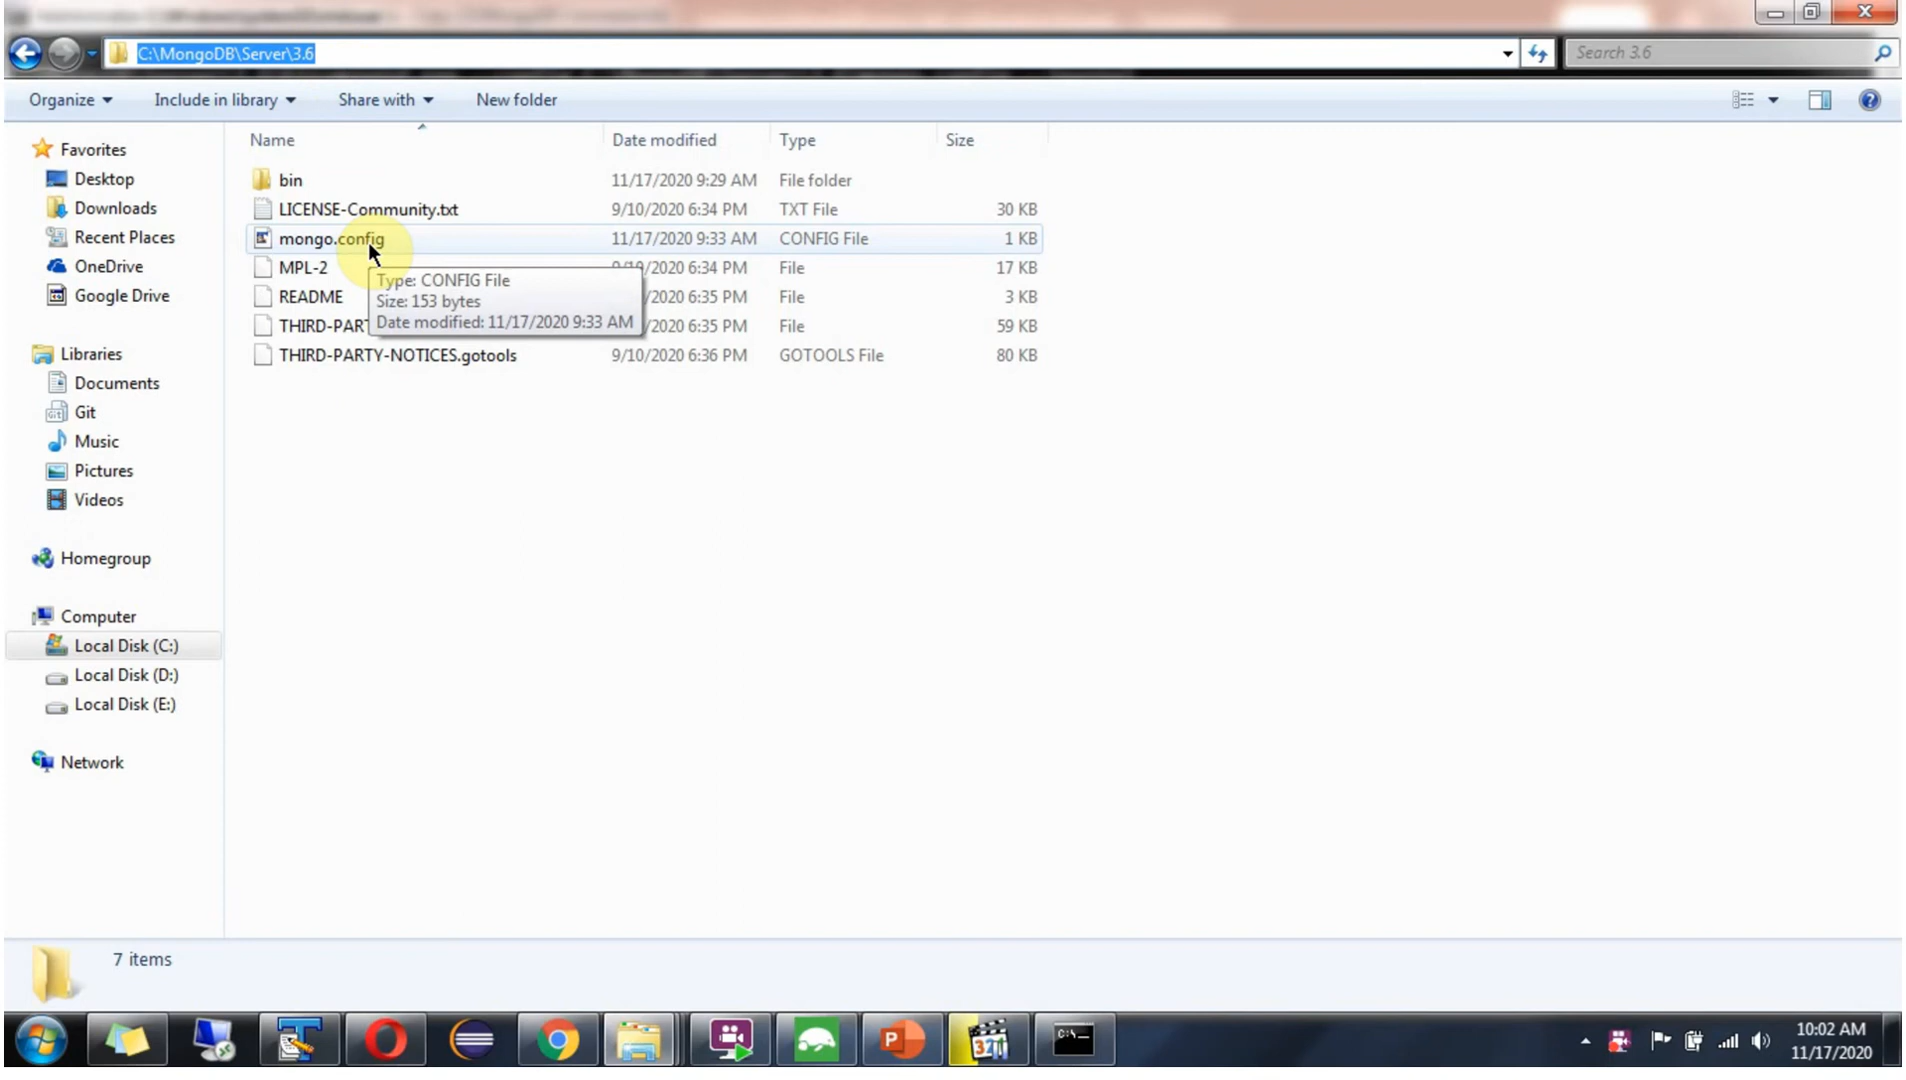 C:\MongoDB\Server\3.6
Search 3.6
Organize
Include in library
Share with
New folder
Name
Date modified
Type
Size
Favorites
Desktop
Downloads
Recent Places
OneDrive
Google Drive
Libraries
Documents
Git
Music
Pictures
Videos
Homegroup
Computer
Local Disk (C:)
Local Disk (D:)
Local Disk (E:)
Network
bin 11/17/2020 9:29 AM File folder
LICENSE-Community.txt 9/10/2020 6:34 PM TXT File 30 KB
mongo.config 11/17/2020 9:33 AM CONFIG File 1 KB
MPL-2 6:34 PM File 17 KB
README 6:35 PM File 3 KB
THIRD-PART 6:35 PM File 59 KB
THIRD-PARTY-NOTICES.gotools 9/10/2020 6:36 PM GOTOOLS File 80 KB
Type: CONFIG File
Size: 153 bytes
Date modified: 11/17/2020 9:33 AM
7 items
P
321
C:\
10:02 AM
11/17/2020